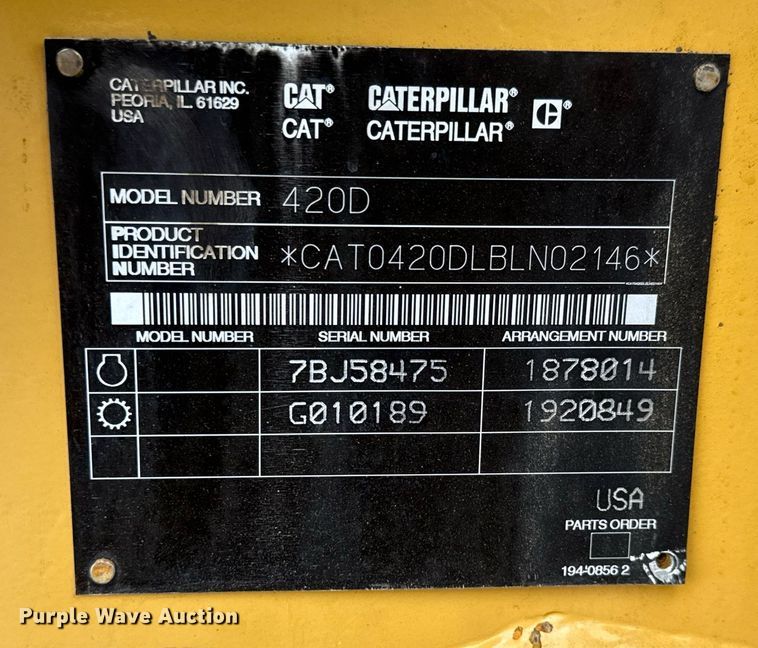 CATERPILLAR INC.
PEORIA, IL. 61629
USA
CAT® CATERPILLAR® ®
CAT® CATERPILLAR®
MODEL NUMBER 420D
PRODUCT
IDENTIFICATION
NUMBER *CAT0420DLBLN02146*
MODEL NUMBER SERIAL NUMBER ARRANGEMENT NUMBER
7BJ58475 1878014
G010189 1920849
USA
PARTS ORDER
194-0856 2
Purple Wave Auction